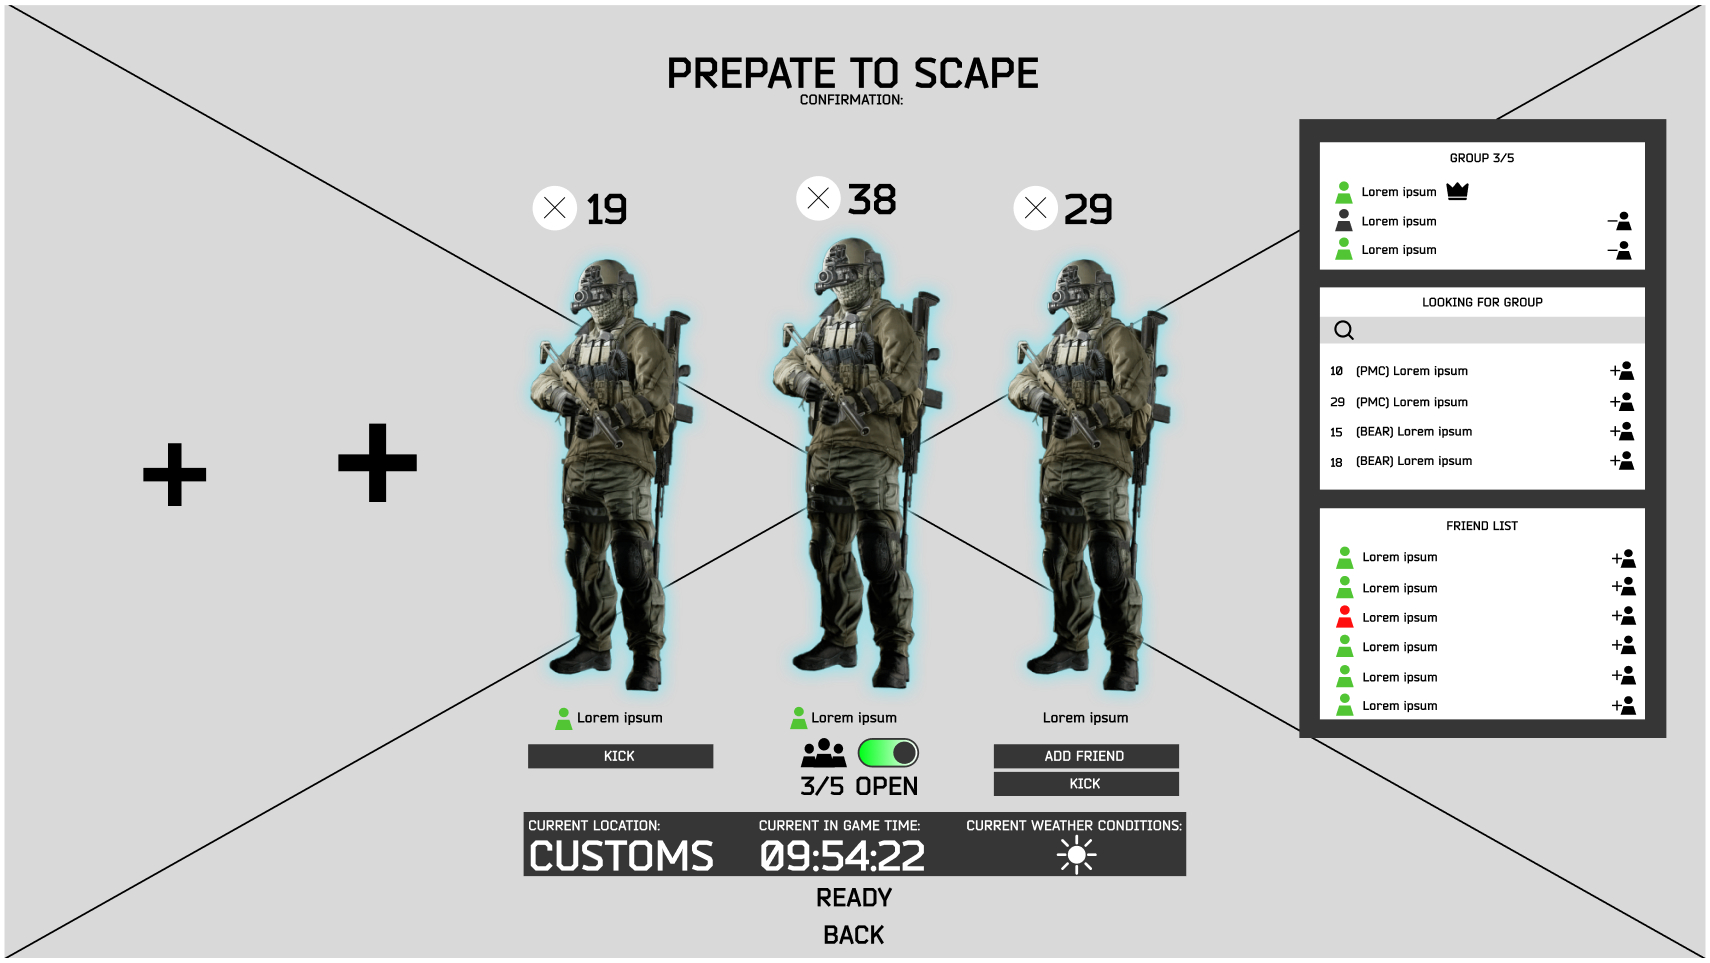 PREPATE TO SCAPE
CONFIRMATION:
19
38
29
Lorem ipsum
KICK
Lorem ipsum
3/5 OPEN
Lorem ipsum
ADD FRIEND
KICK
CURRENT LOCATION:
CUSTOMS
CURRENT IN GAME TIME:
09:54:22
CURRENT WEATHER CONDITIONS:
READY
BACK
GROUP 3/5
Lorem ipsum
Lorem ipsum
Lorem ipsum
LOOKING FOR GROUP
10 (PMC) Lorem ipsum
29 (PMC) Lorem ipsum
15 (BEAR) Lorem ipsum
18 (BEAR) Lorem ipsum
FRIEND LIST
Lorem ipsum
Lorem ipsum
Lorem ipsum
Lorem ipsum
Lorem ipsum
Lorem ipsum